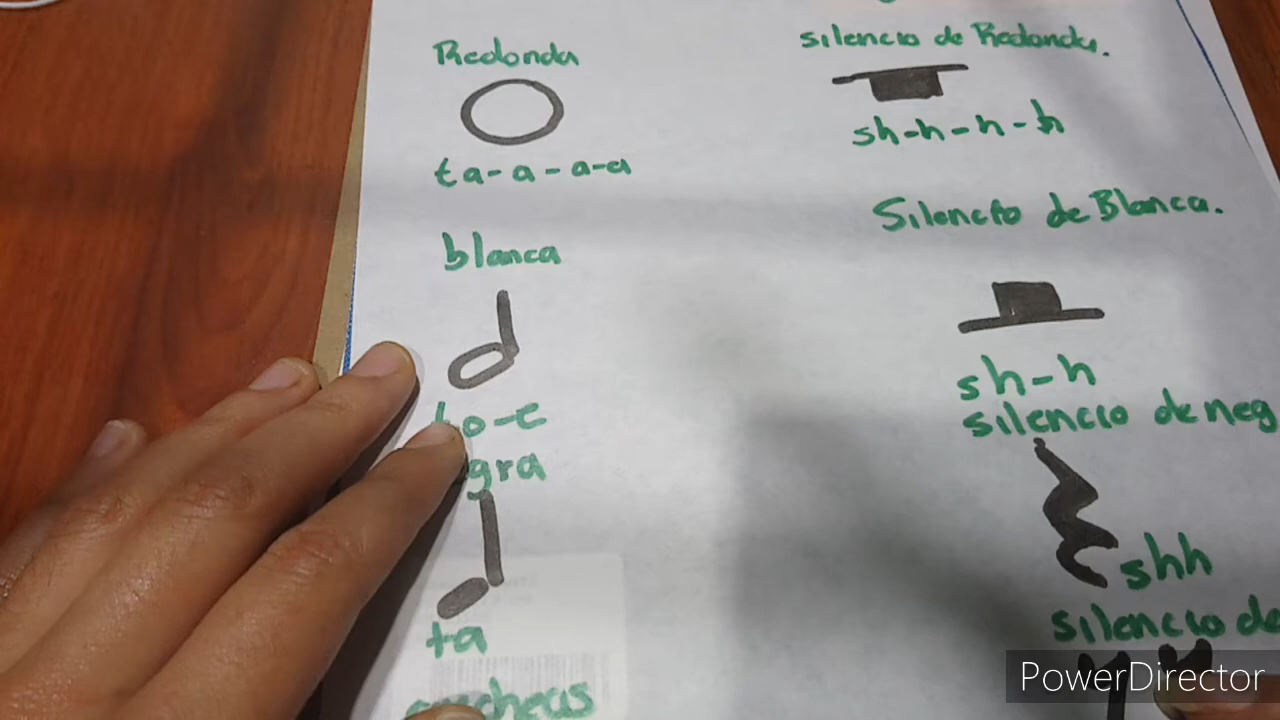 Redonda
ta-a-a-a
blanca
gra
ta
silencio de Redonda.
sh-h-h-h
Silencio de Blanca.
sh-h
silencio de neg
shh
silencio de
PowerDirector